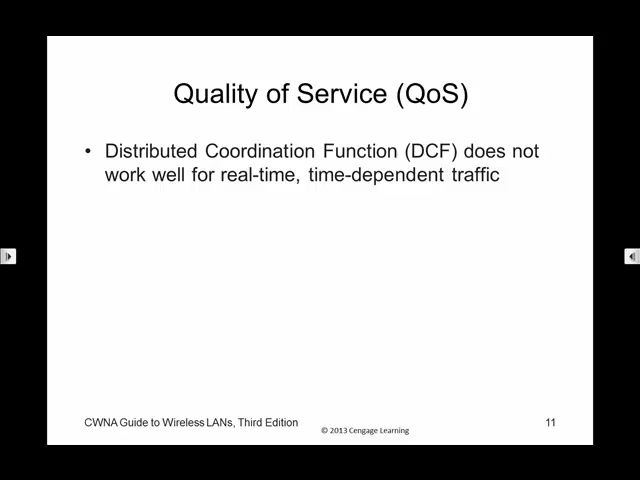 Quality of Service (QoS)
• Distributed Coordination Function (DCF) does not
work well for real-time, time-dependent traffic
CWNA Guide to Wireless LANs, Third Edition
© 2013 Cengage Learning
11